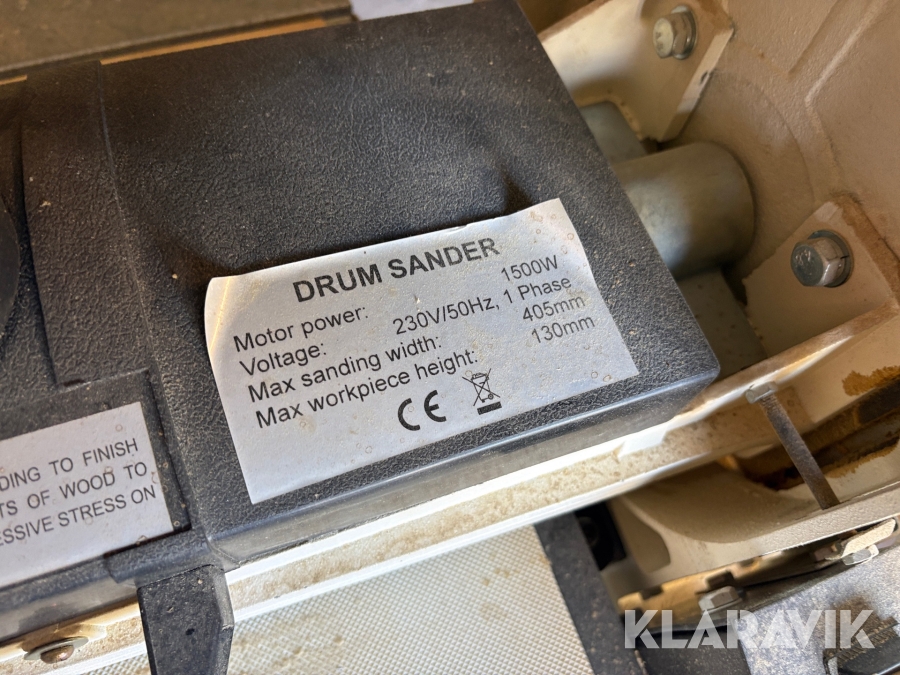 DRUM SANDER
Motor power: 1500W
Voltage: 230V/50Hz, 1 Phase
Max sanding width: 405mm
Max workpiece height: 130mm
CE
DING TO FINISH
TS OF WOOD TO
ESSIVE STRESS ON
KLARAVIK